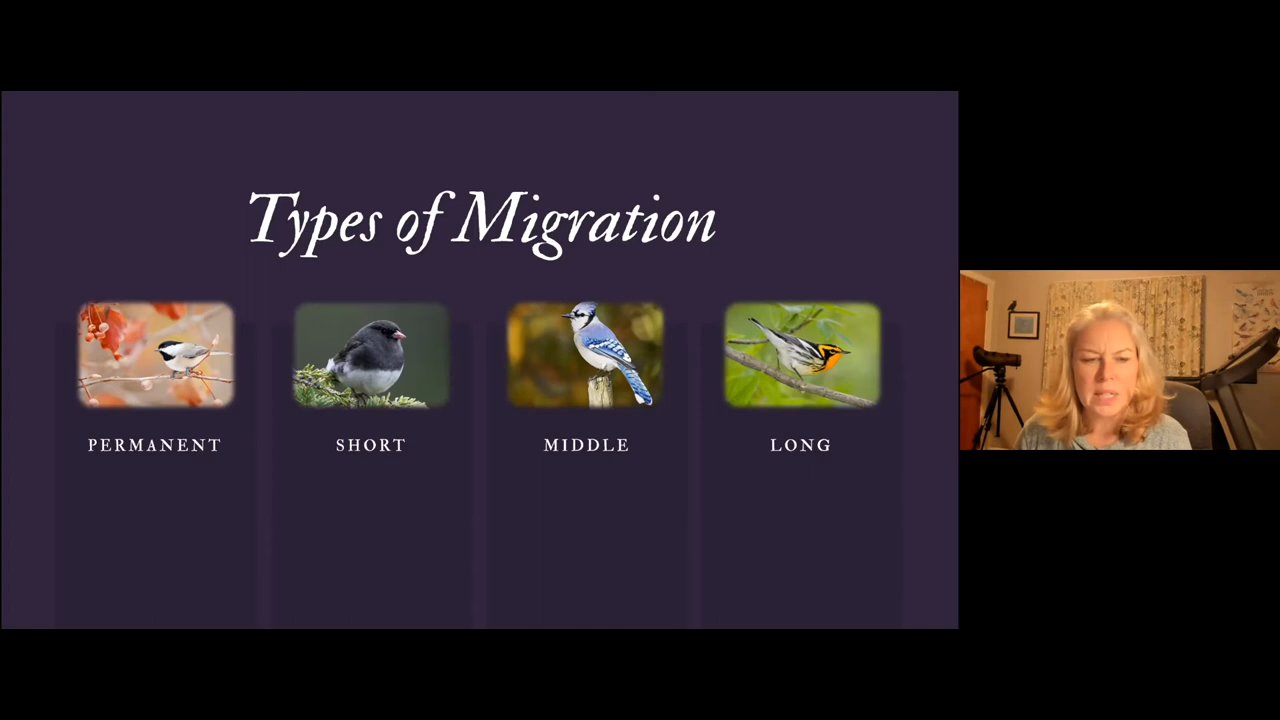 Types of Migration
PERMANENT
SHORT
MIDDLE
LONG